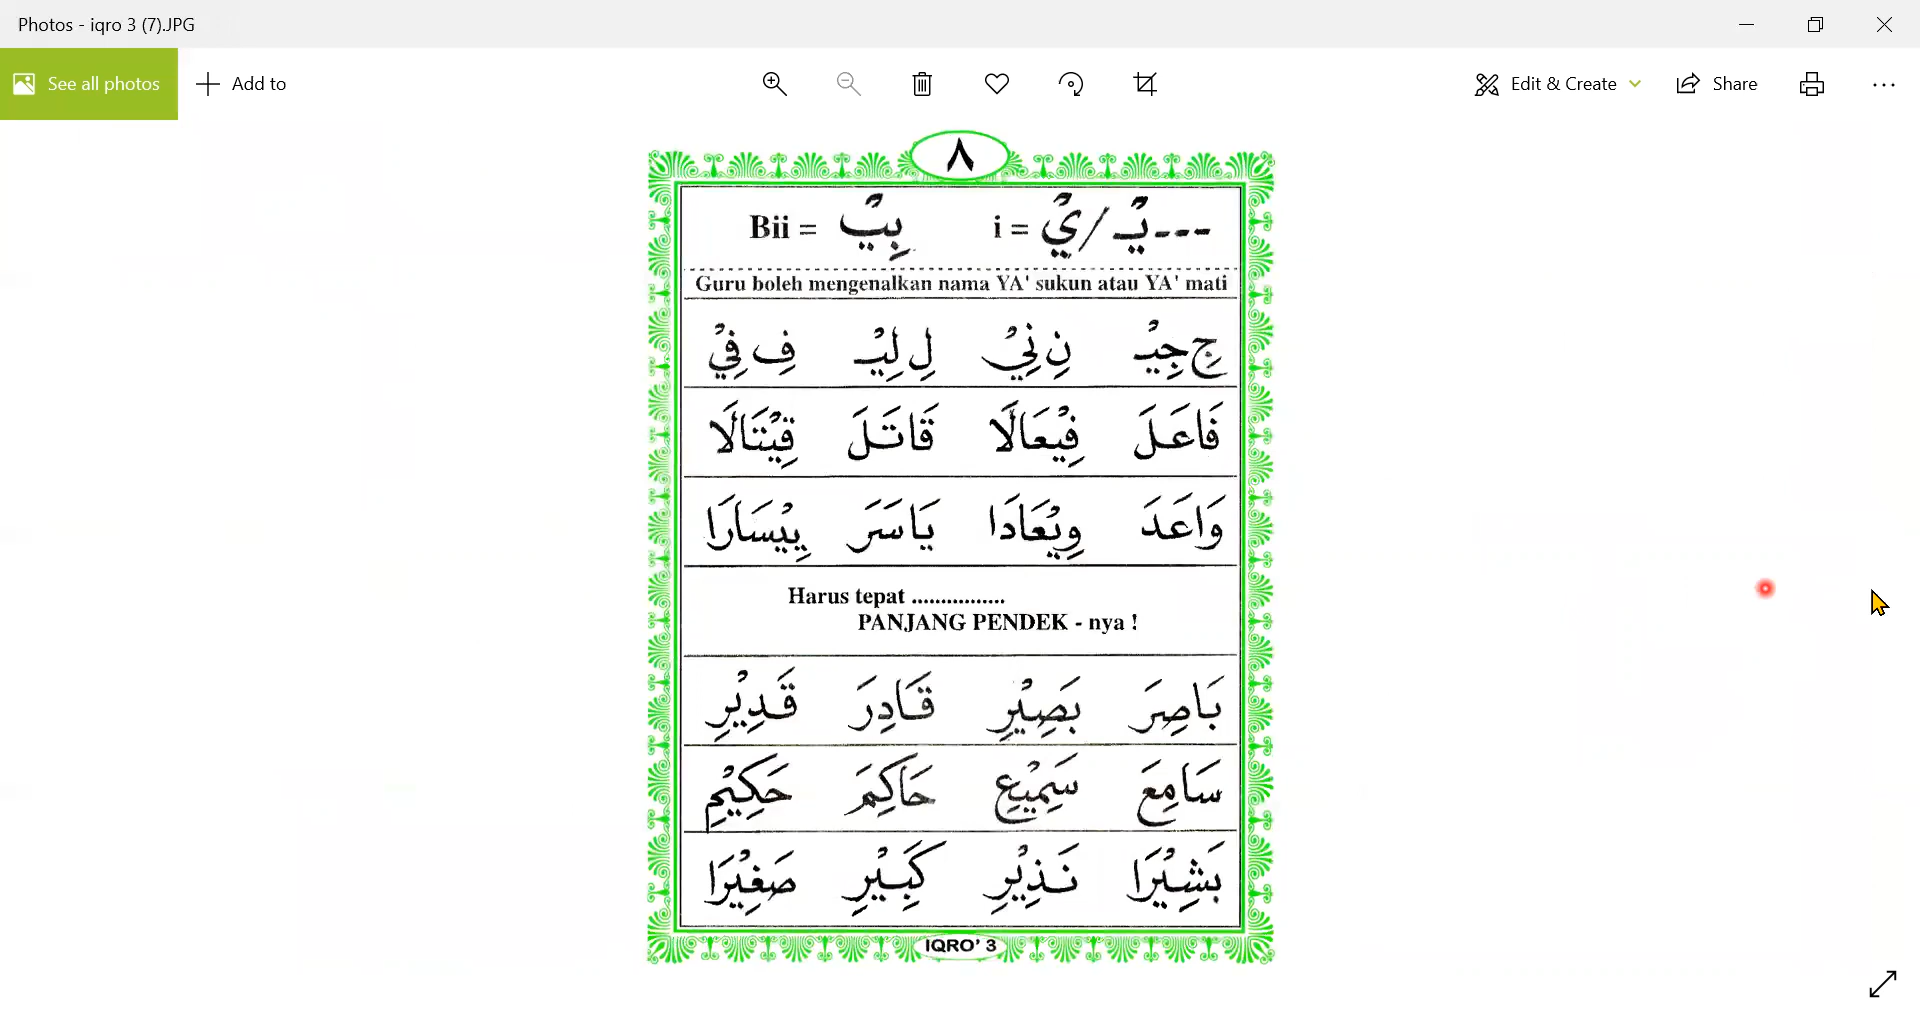 Photos - iqro 3 (7).JPG
See all photos
Add to
Edit & Create
Share
٨
---يْـ / يْ = i بِيْـ = Bii
Guru boleh mengenalkan nama YA' sukun atau YA' mati
جِ جِيْـ نِ نِيْ لِ لِيْـ فِ فِيْ
فَاعَلَ فِيْعَالًا قَاتَلَ قِيْتَالًا
وَاعَدَ وِيْعَادَا يَاسَرَ يِيْسَارَا
Harus tepat ................
PANJANG PENDEK - nya !
بَاصِرَ بَصِيْرِ قَادِرَ قَدِيْرِ
سَامِعَ سَمِيْعِ حَاكِمَ حَكِيْمِ
بَشِيْرَا نَذِيْرِ كَبِيْرِ صَغِيْرَا
IQRO' 3